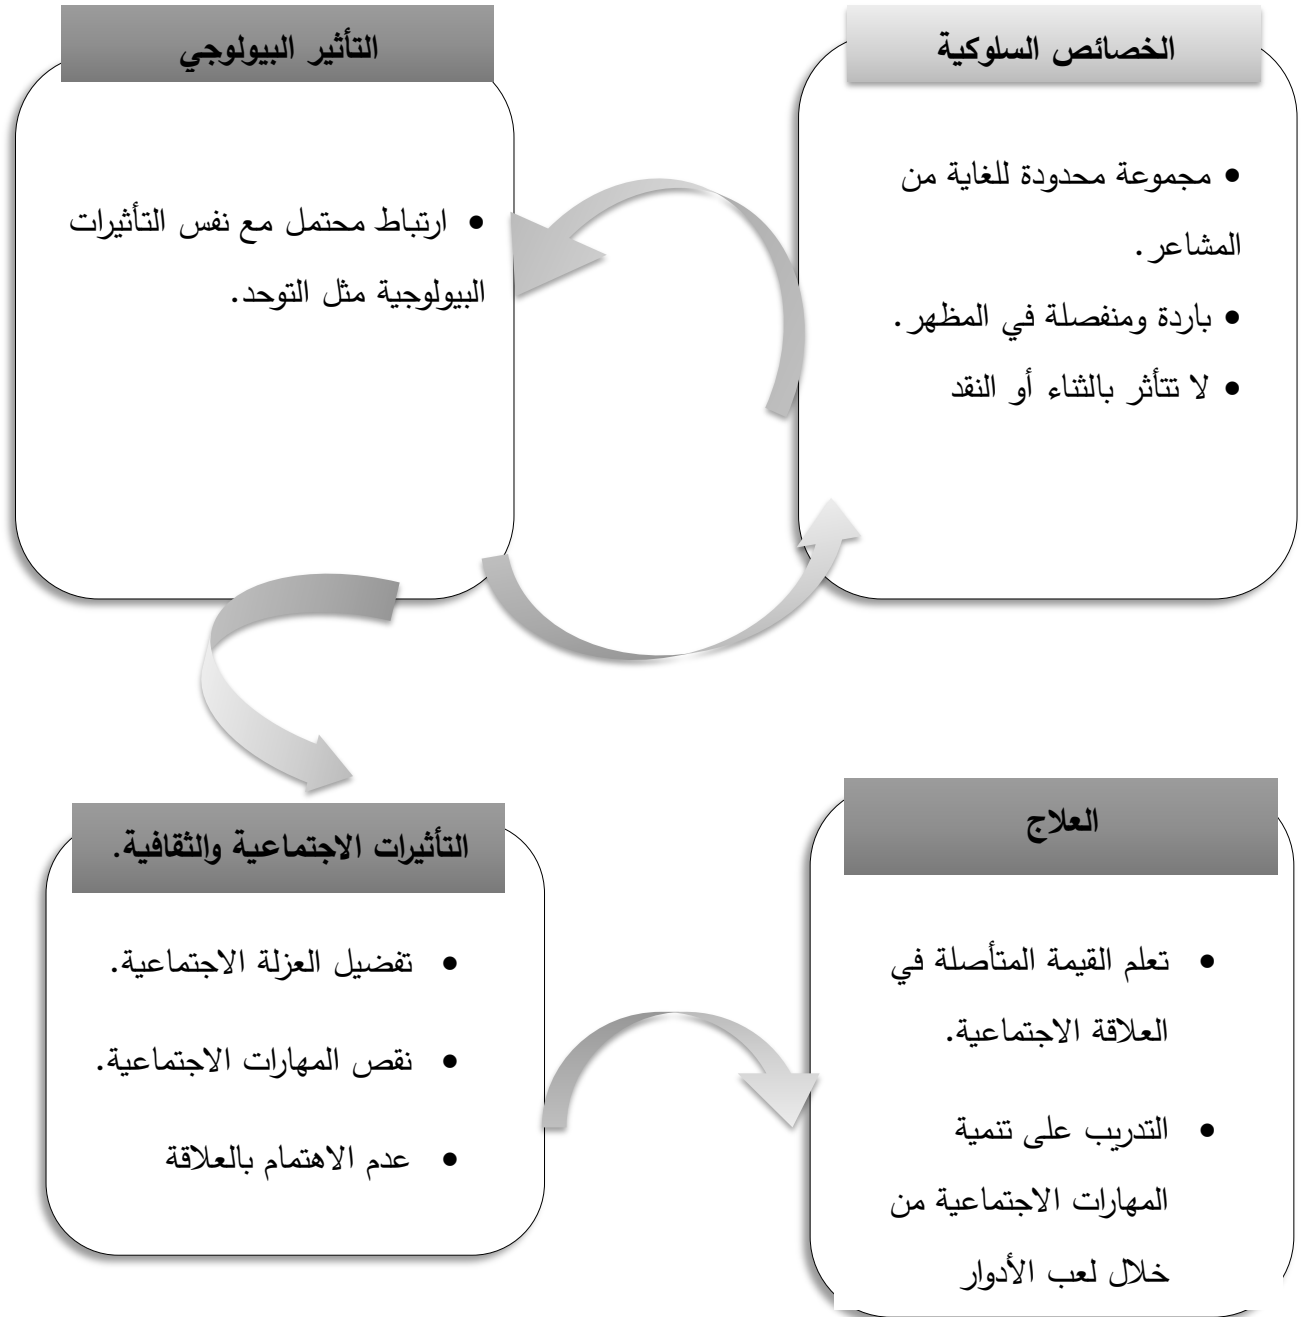 الخصائص السلوكية
• مجموعة محدودة للغاية من
المشاعر.
• باردة ومنفصلة في المظهر.
• لا تتأثر بالثناء أو النقد
التأثير البيولوجي
• ارتباط محتمل مع نفس التأثيرات
البيولوجية مثل التوحد.
العلاج
• تعلم القيمة المتأصلة في
العلاقة الاجتماعية.
• التدريب على تنمية
المهارات الاجتماعية من
خلال لعب الأدوار
التأثيرات الاجتماعية والثقافية.
• تفضيل العزلة الاجتماعية.
• نقص المهارات الاجتماعية.
• عدم الاهتمام بالعلاقة